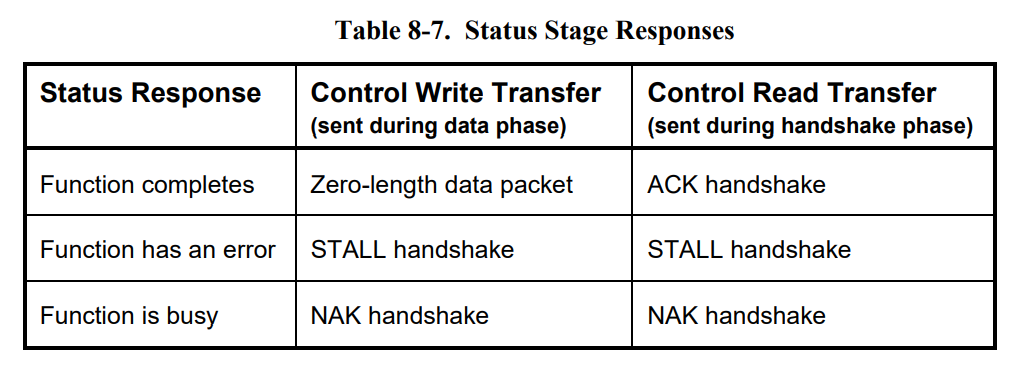 Table 8-7. Status Stage Responses
Status Response Control Write Transfer Control Read Transfer
(sent during data phase) (sent during handshake phase)
Function completes Zero-length data packet ACK handshake
Function has an error STALL handshake STALL handshake
Function is busy NAK handshake NAK handshake